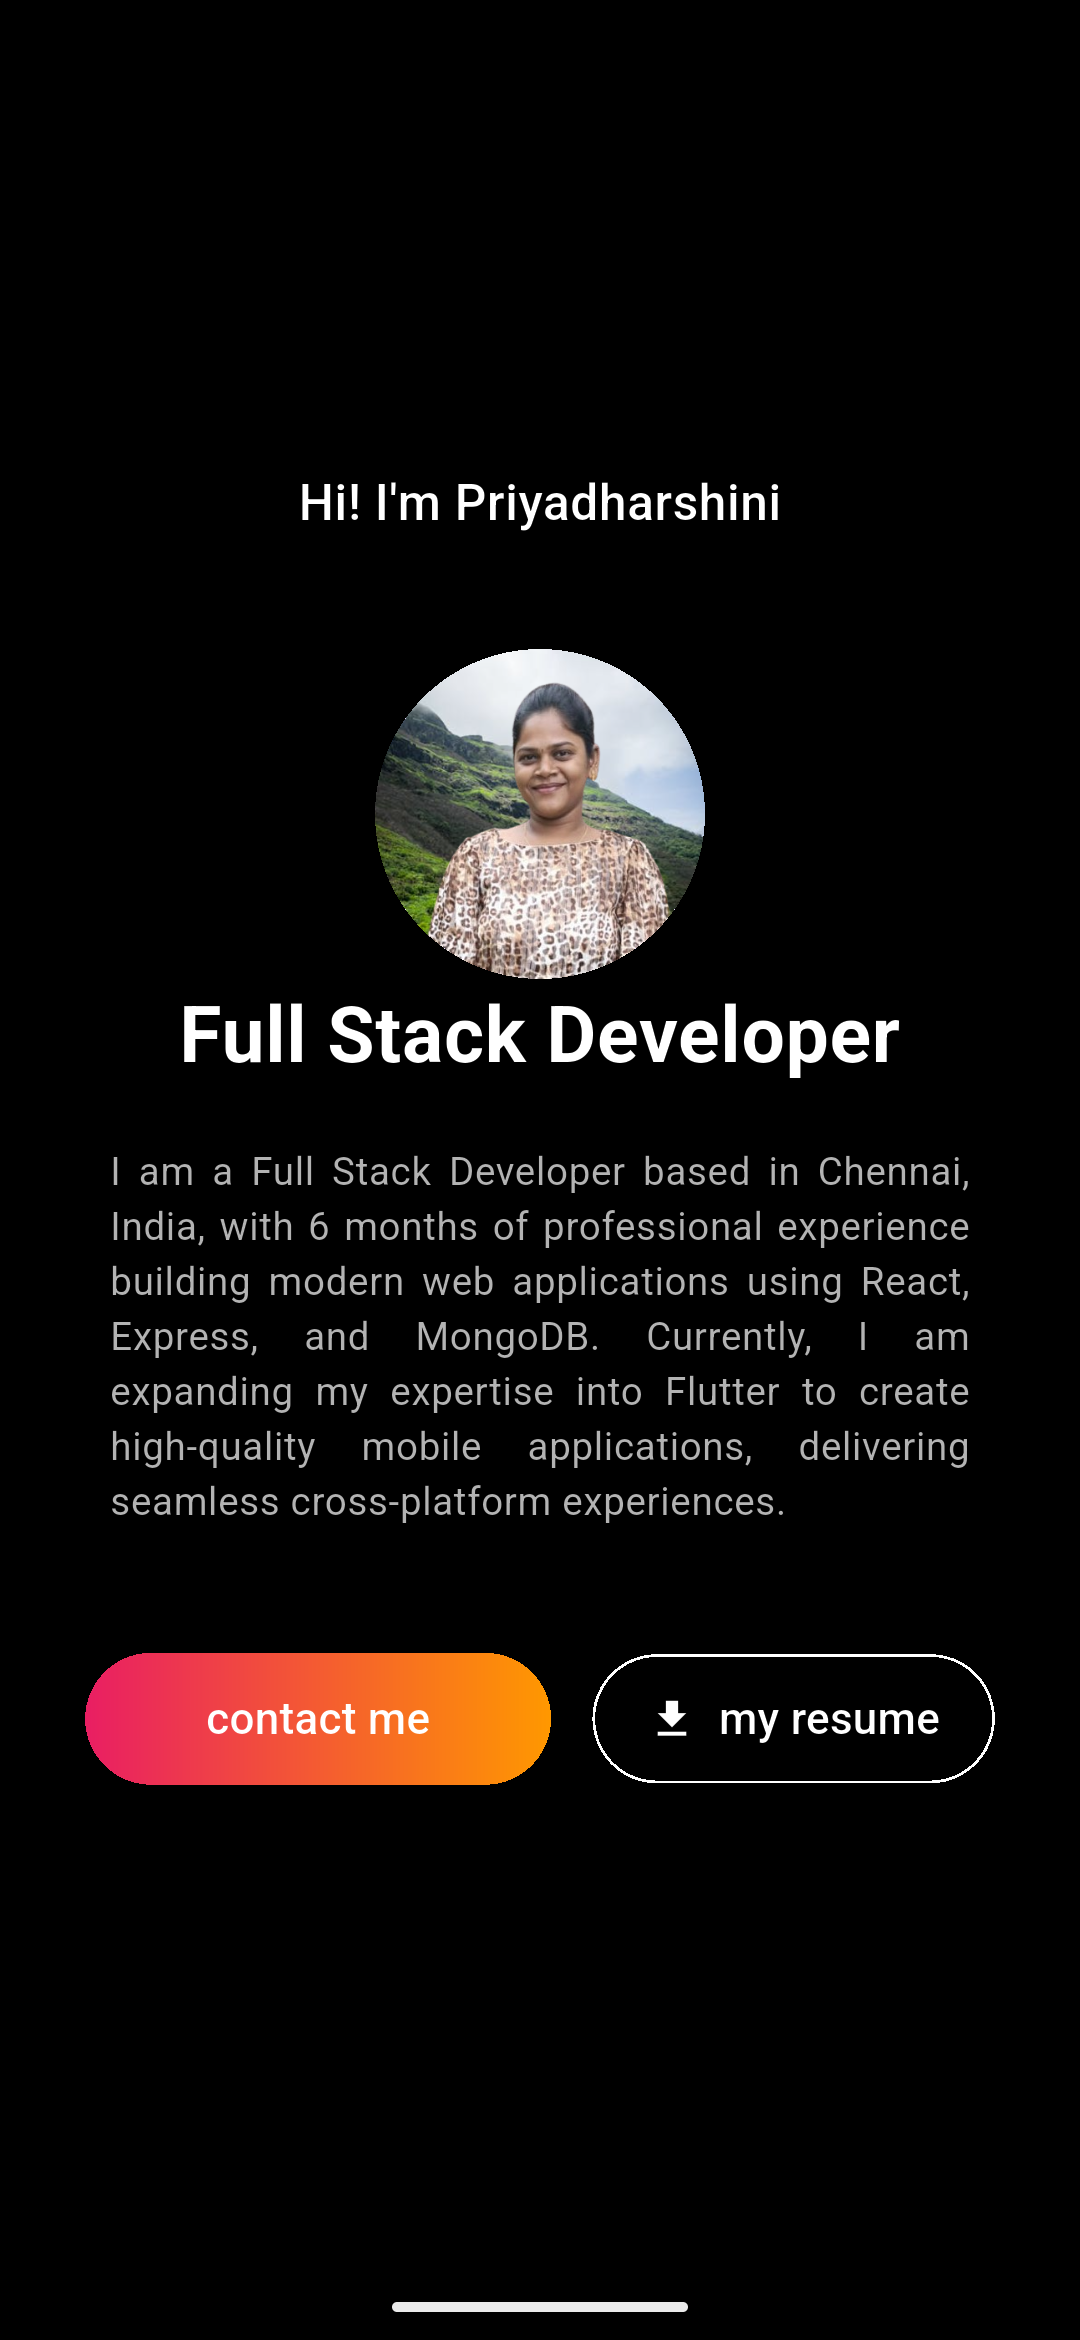 Hi! I'm Priyadharshini
Full Stack Developer
I am a Full Stack Developer based in Chennai,
India, with 6 months of professional experience
building modern web applications using React,
Express, and MongoDB. Currently, I am
expanding my expertise into Flutter to create
high-quality mobile applications, delivering
seamless cross-platform experiences.
contact me
my resume